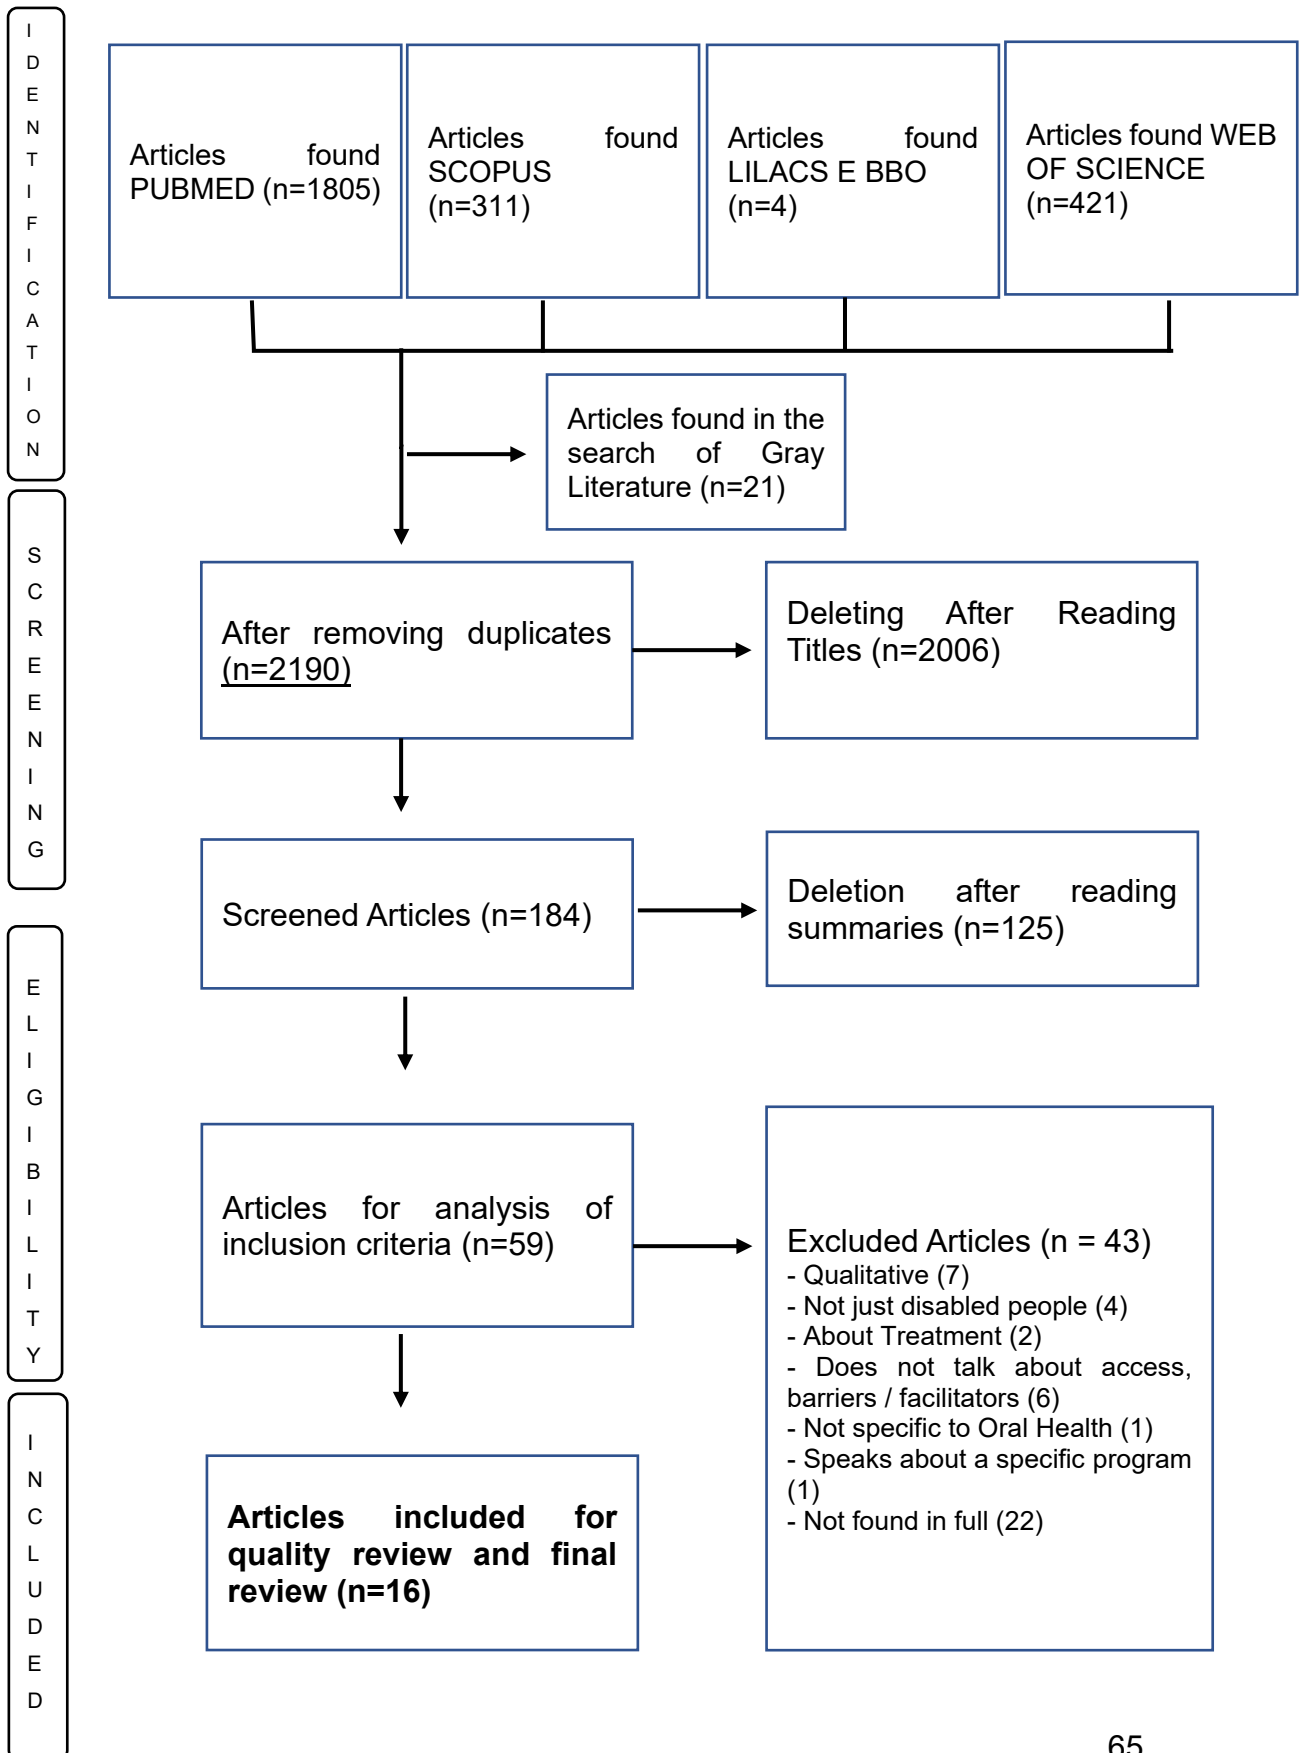 IDENTIFICATION
Articles found
PUBMED (n=1805)
Articles found
SCOPUS
(n=311)
Articles found
LILACS E BBO
(n=4)
Articles found WEB
OF SCIENCE
(n=421)
Articles found in the
search of Gray
Literature (n=21)
SCREENING
After removing duplicates
(n=2190)
Deleting After Reading
Titles (n=2006)
Screened Articles (n=184)
Deletion after reading
summaries (n=125)
ELIGIBILITY
Articles for analysis of
inclusion criteria (n=59)
Excluded Articles (n = 43)
- Qualitative (7)
- Not just disabled people (4)
- About Treatment (2)
- Does not talk about access,
barriers / facilitators (6)
- Not specific to Oral Health (1)
- Speaks about a specific program
(1)
- Not found in full (22)
INCLUDED
Articles included for
quality review and final
review (n=16)
65